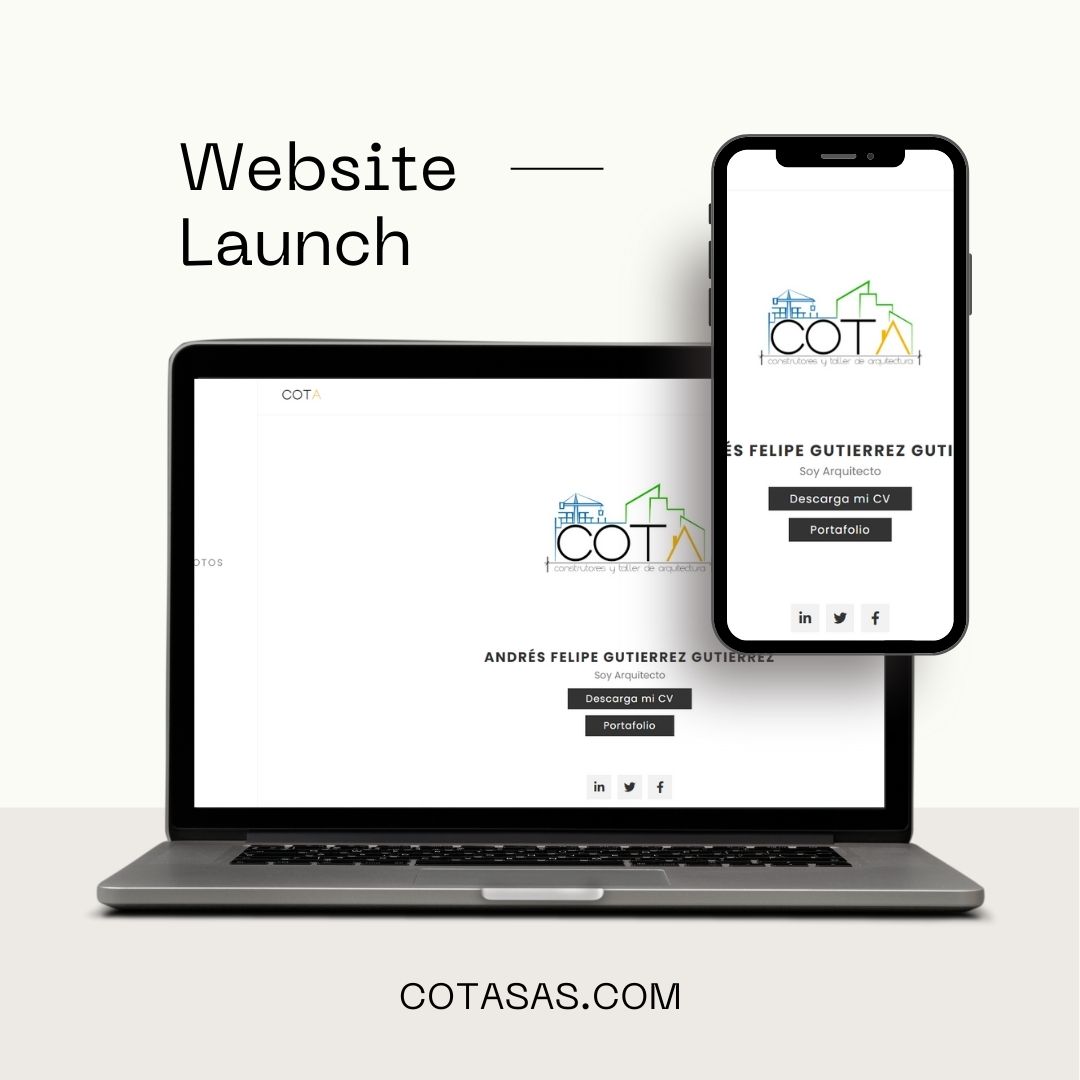 Website
Launch
COTA
construtores y taller de arquitectura
ÉS FELIPE GUTIERREZ GUTI
Soy Arquitecto
Descarga mi CV
Portafolio
in
f
COTA
OTOS
COTA
construtores y taller de arquitectura
ANDRÉS FELIPE GUTIERREZ GUTIERREZ
Soy Arquitecto
Descarga mi CV
Portafolio
in
f
COTASAS.COM